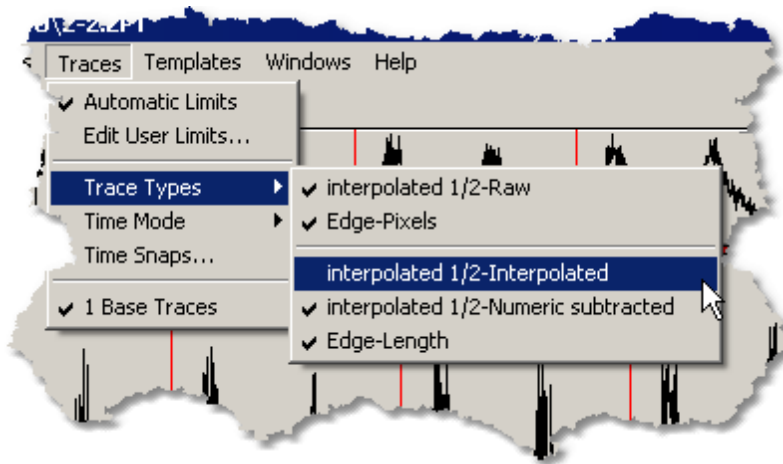 Traces Templates Windows Help
Automatic Limits
Edit User Limits...
Trace Types
Time Mode
Time Snaps...
1 Base Traces
interpolated 1/2-Raw
Edge-Pixels
interpolated 1/2-Interpolated
interpolated 1/2-Numeric subtracted
Edge-Length